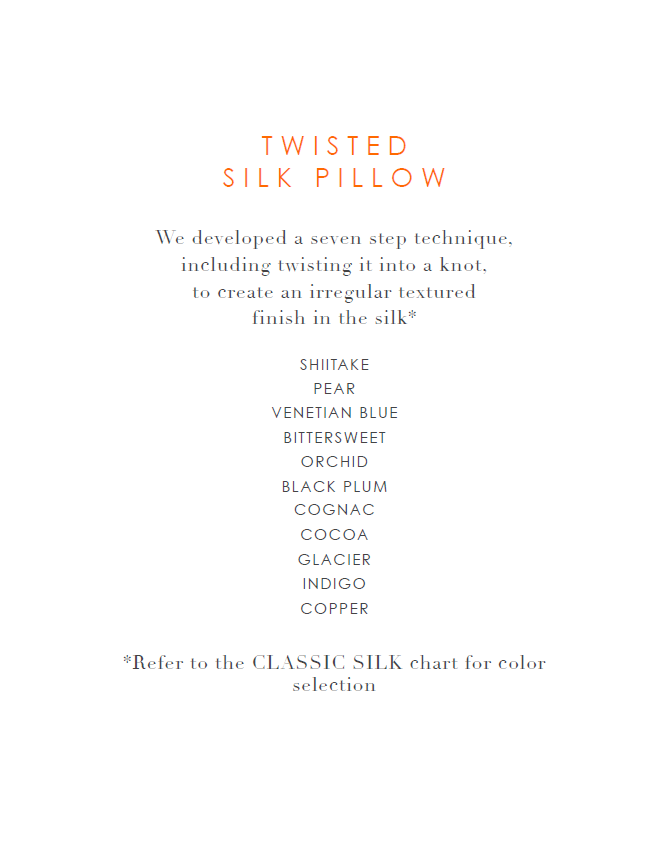 TWISTED
SILK PILLOW
We developed a seven step technique,
including twisting it into a knot,
to create an irregular textured
finish in the silk*
SHIITAKE
PEAR
VENETIAN BLUE
BITTERSWEET
ORCHID
BLACK PLUM
COGNAC
COCOA
GLACIER
INDIGO
COPPER
*Refer to the CLASSIC SILK chart for color
selection